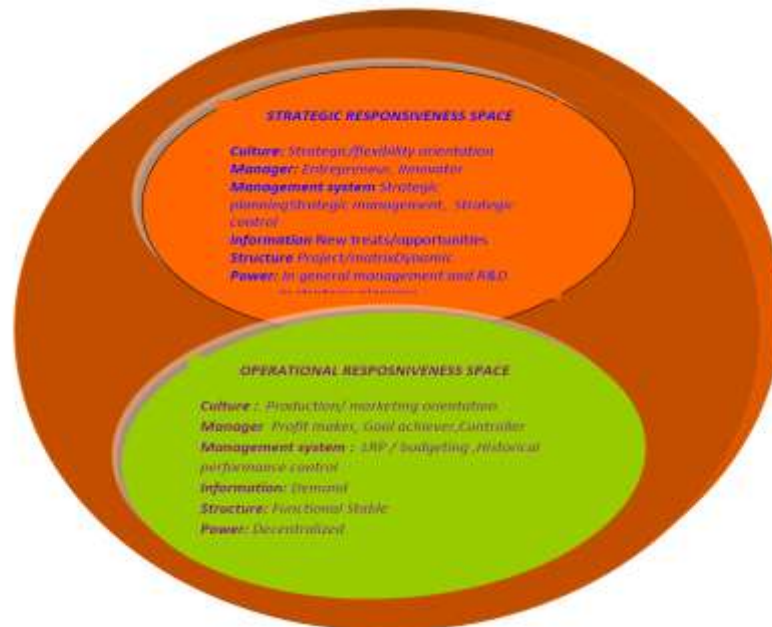 STRATEGIC RESPONSIVENESS SPACE
Culture: Strategic/flexibility orientation
Manager: Entrepreneur, Iinnovator
Management system Strategic
planningStrategic management, Strategic
control
Information New treats/opportunities
Structure Project/matrixDynamic
Power: In general management and R&D
OPERATIONAL RESPOSNIVENESS SPACE
Culture : Production/ marketing orientation
Manager Profit maker, Goal achiever,Controller
Management system : LRP / budgeting ,Historical
performance control
Information: Demand
Structure: Functional Stable
Power: Decentralized